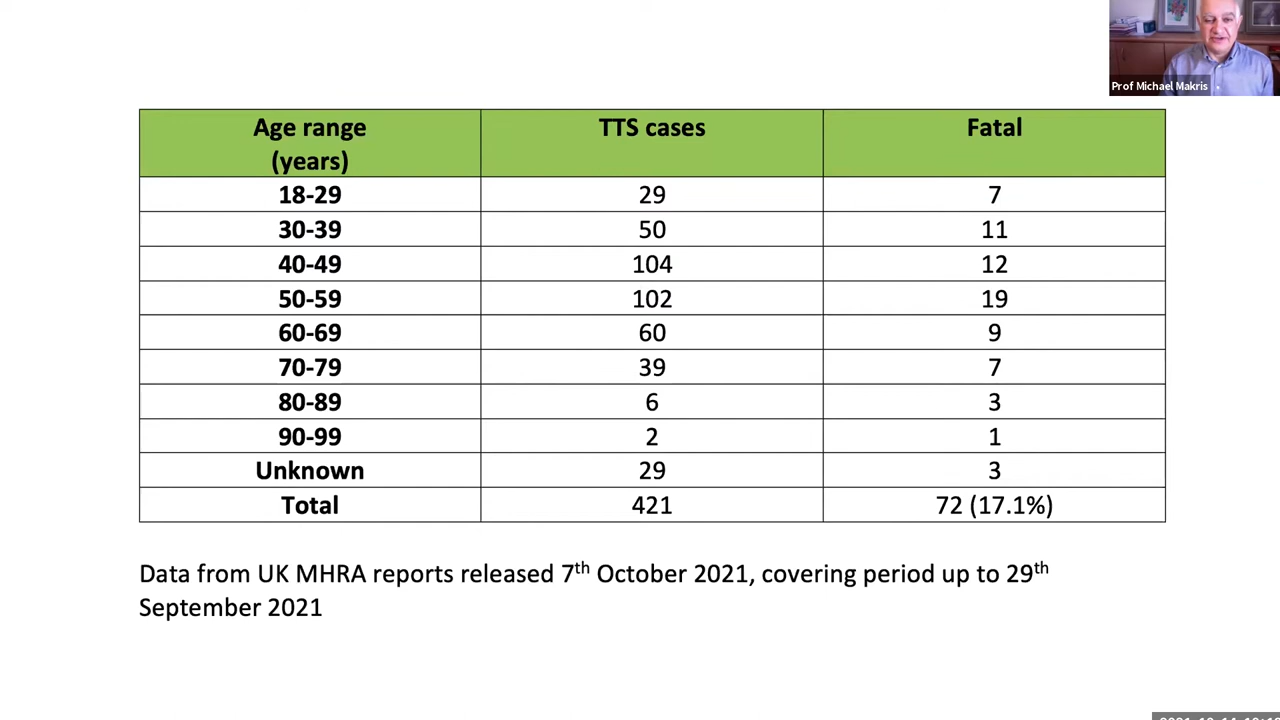 Prof Michael Makris
Age range
(years)
TTS cases
Fatal
18-29 29 7
30-39 50 11
40-49 104 12
50-59 102 19
60-69 60 9
70-79 39 7
80-89 6 3
90-99 2 1
Unknown 29 3
Total 421 72 (17.1%)
Data from UK MHRA reports released 7th October 2021, covering period up to 29th
September 2021